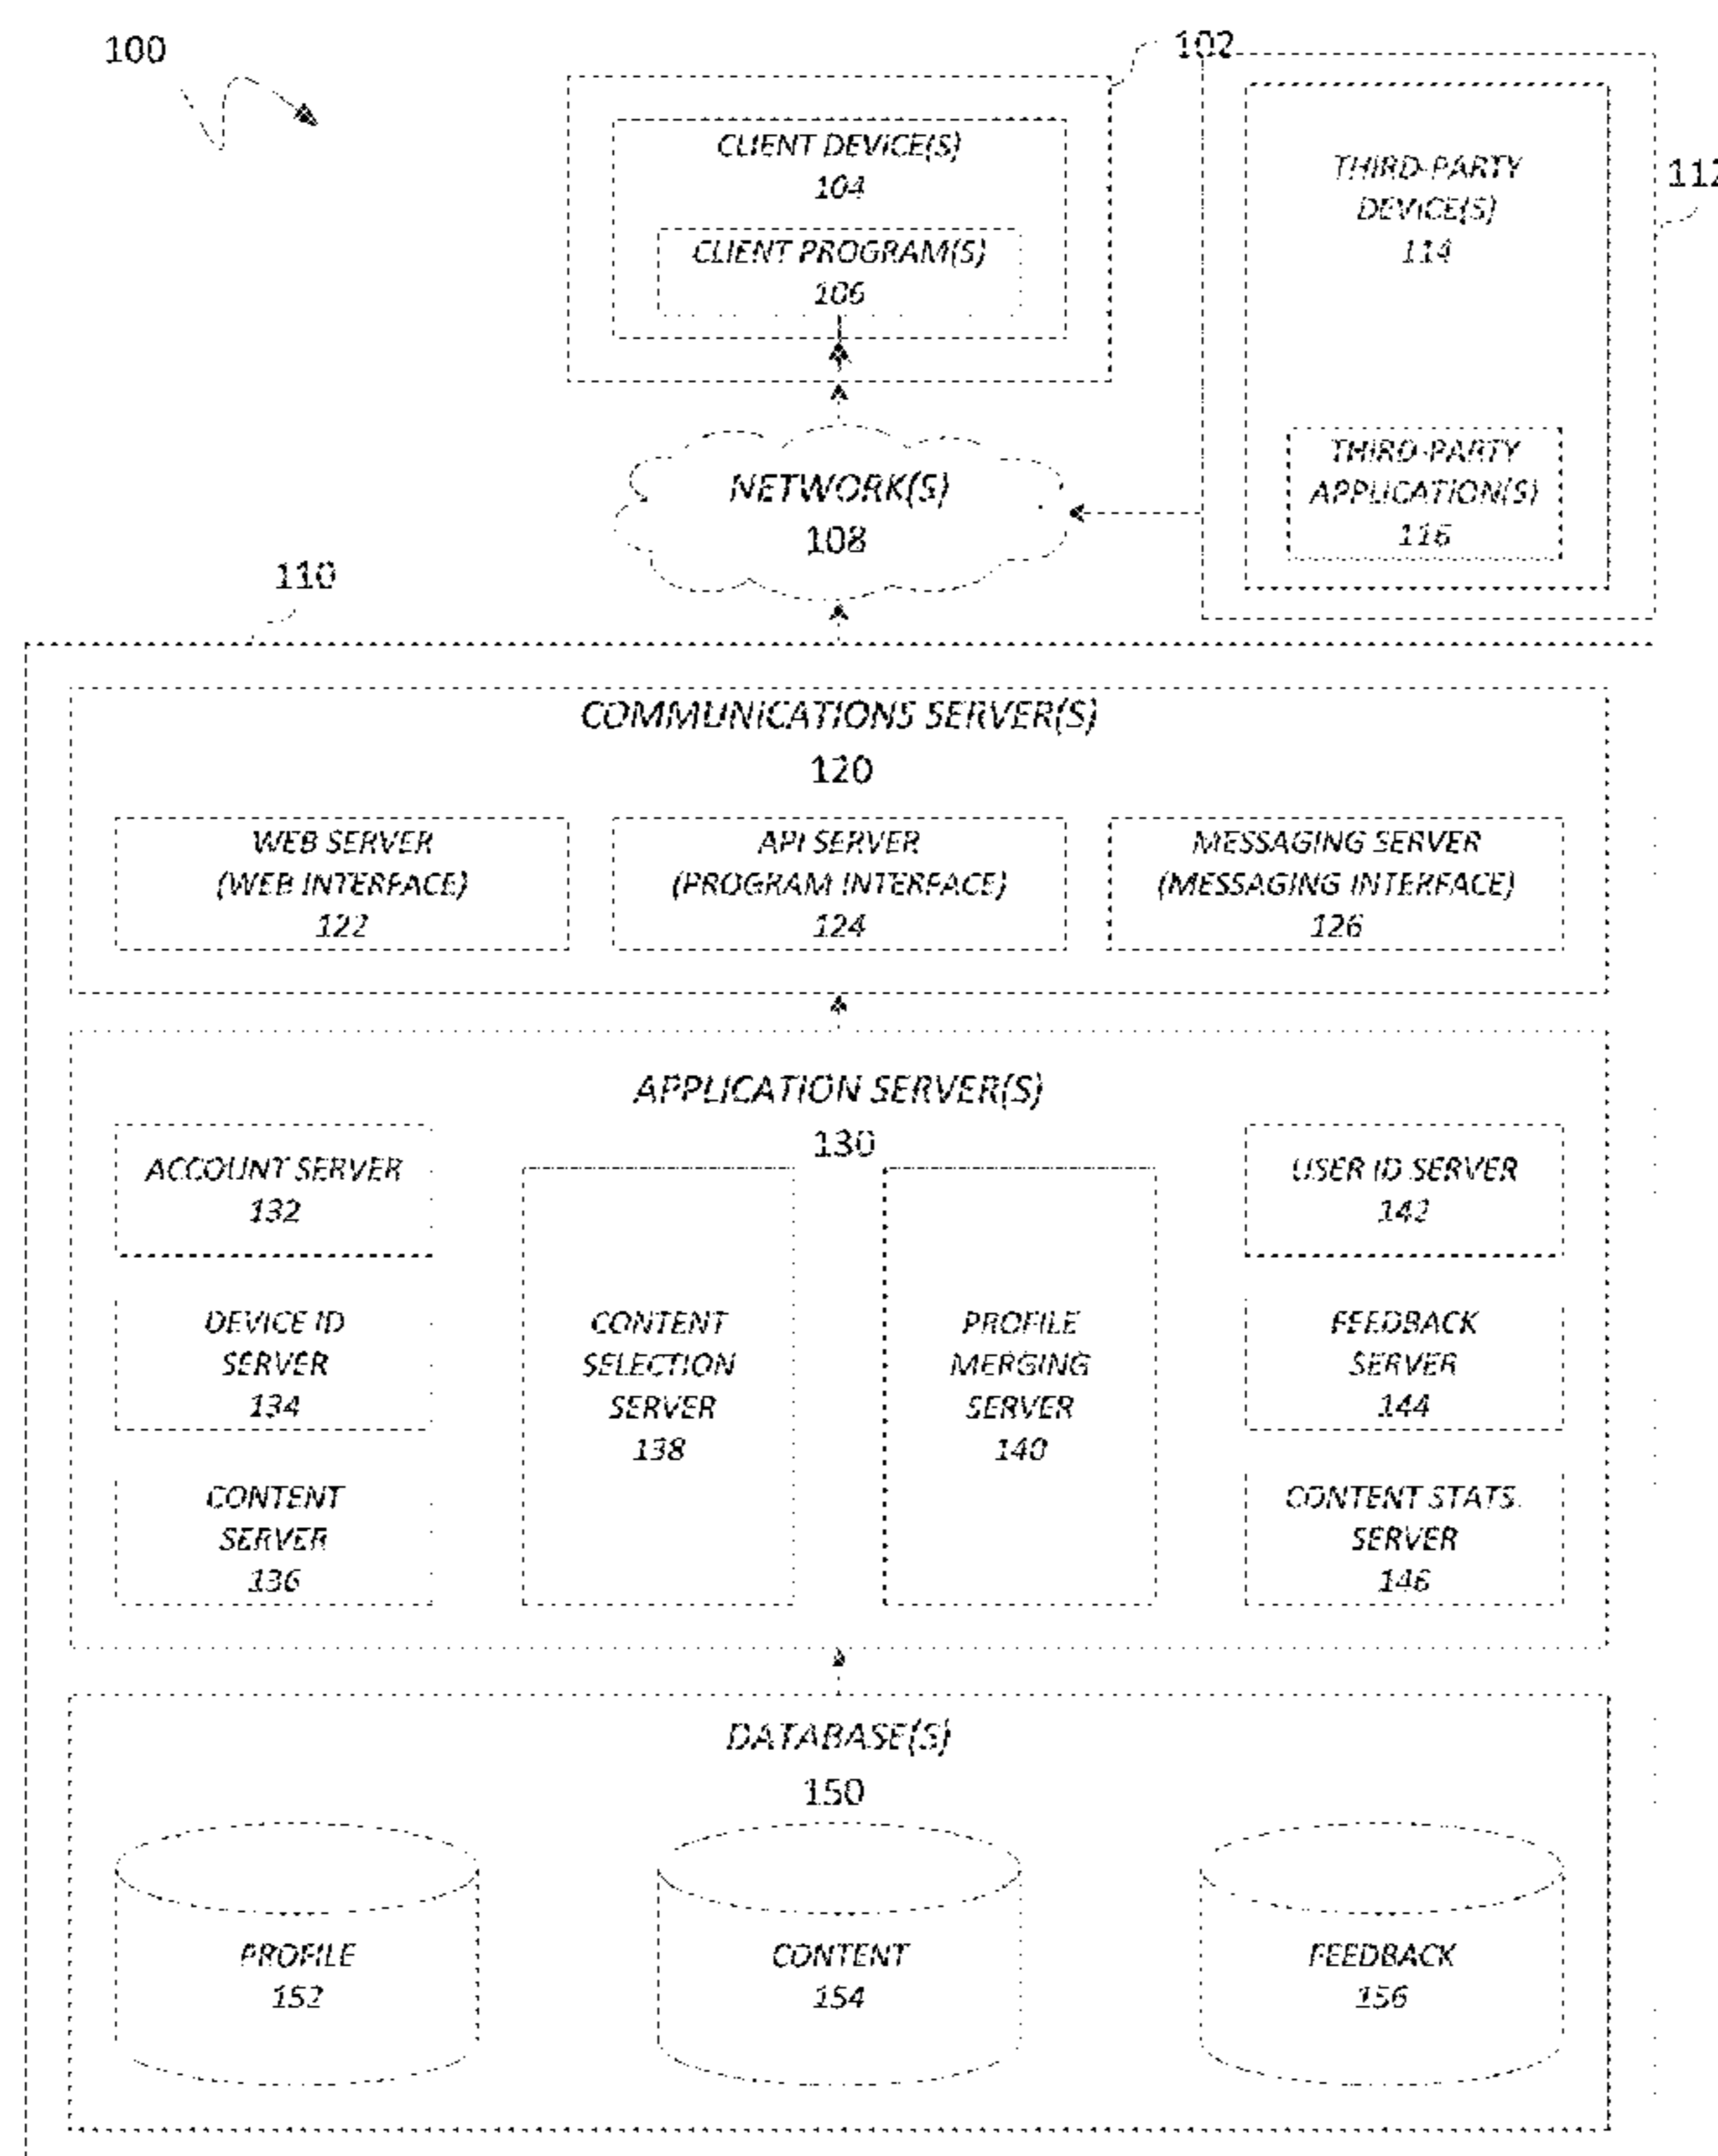 100
102
CLIENT DEVICE(S)
104
CLIENT PROGRAM(S)
106
THIRD-PARTY
DEVICE(S)
114
112
THIRD-PARTY
APPLICATION(S)
116
NETWORK(S)
108
110
COMMUNICATIONS SERVER(S)
120
WEB SERVER
(WEB INTERFACE)
122
API SERVER
(PROGRAM INTERFACE)
124
MESSAGING SERVER
(MESSAGING INTERFACE)
126
APPLICATION SERVER(S)
130
ACCOUNT SERVER
132
DEVICE ID
SERVER
134
CONTENT
SERVER
136
CONTENT
SELECTION
SERVER
138
PROFILE
MERGING
SERVER
140
USER ID SERVER
142
FEEDBACK
SERVER
144
CONTENT STATS.
SERVER
146
DATABASE(S)
150
PROFILE
152
CONTENT
154
FEEDBACK
156